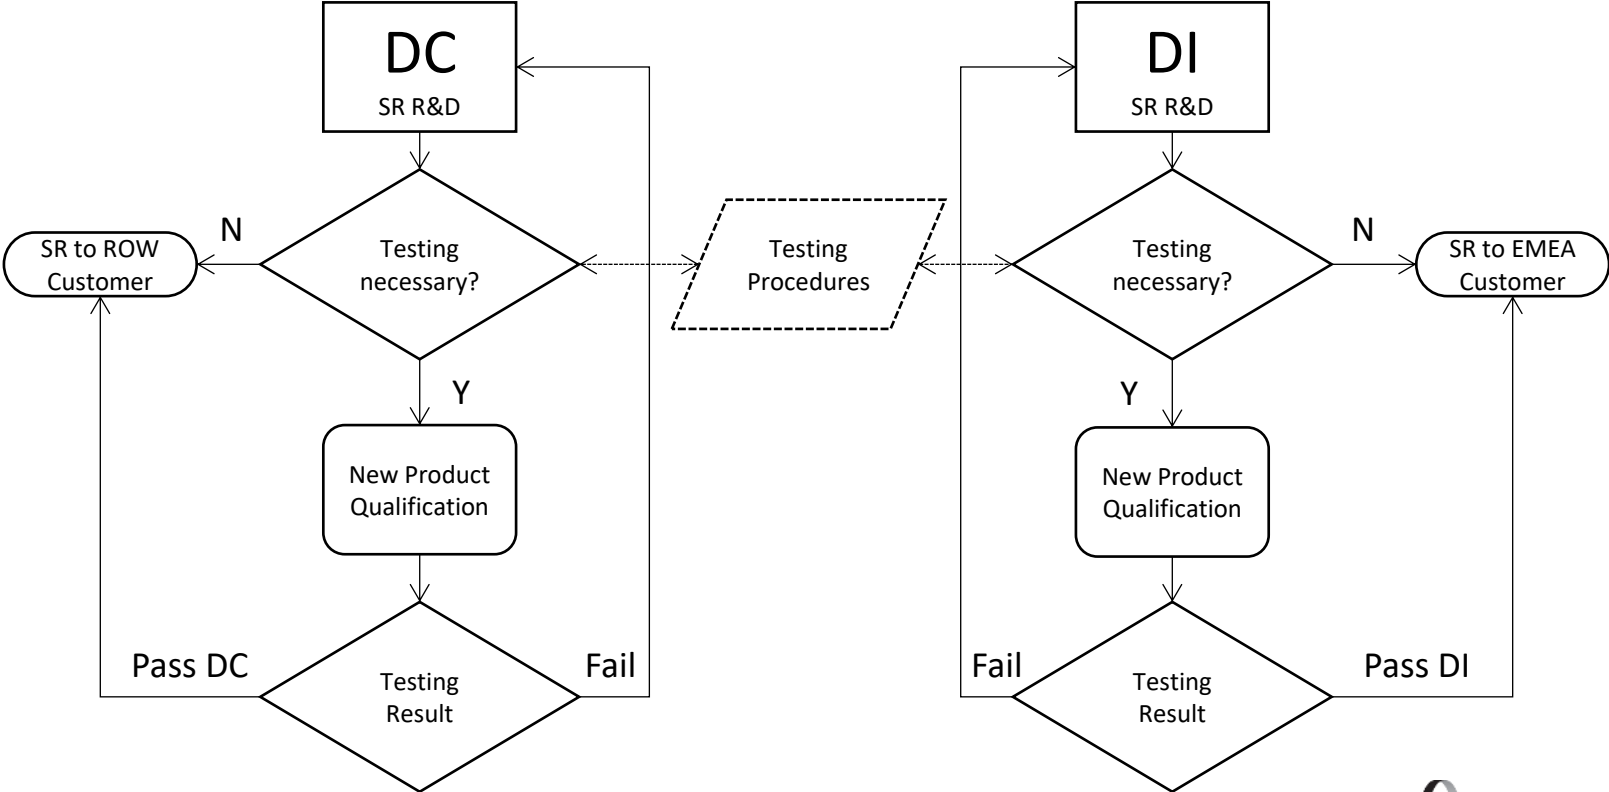 DC
SR R&D
DI
SR R&D
N
SR to ROW
Customer
Testing
necessary?
Testing
Procedures
Testing
necessary?
N
SR to EMEA
Customer
Y
Y
New Product
Qualification
New Product
Qualification
Pass DC
Testing
Result
Fail
Fail
Testing
Result
Pass DI